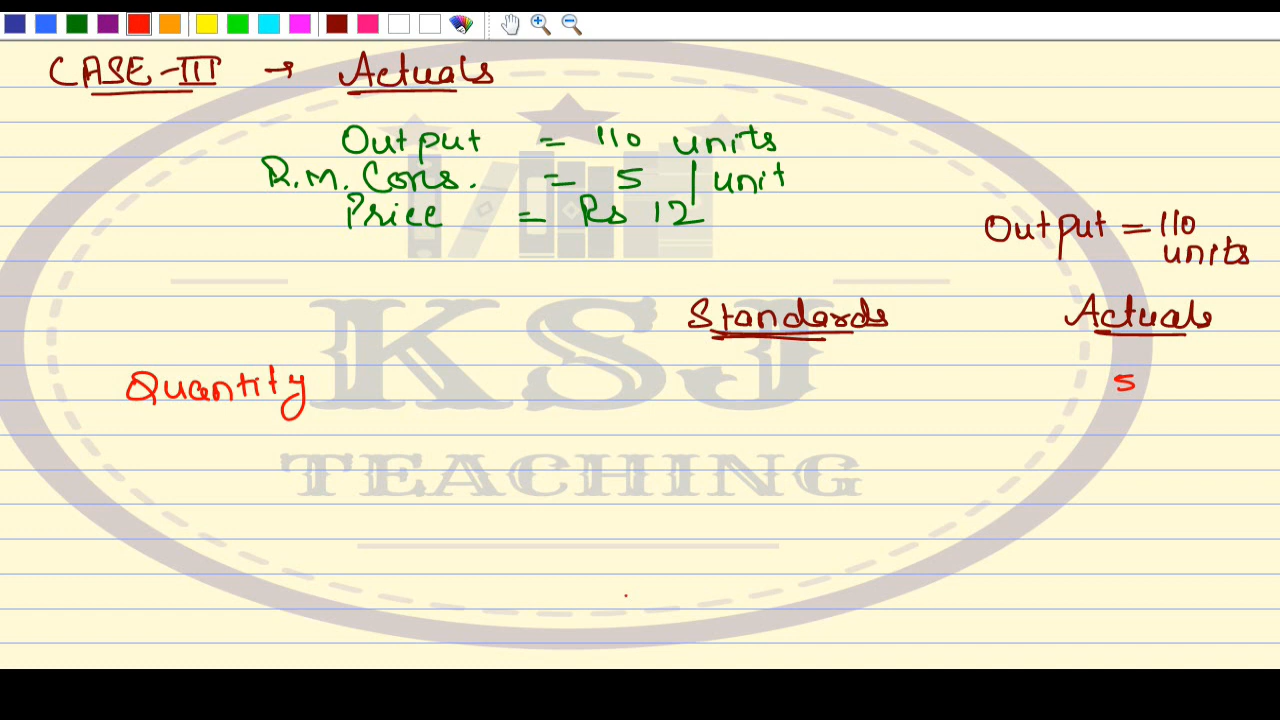 CASE-III → Actuals
Output = 110 units
R.M. Cons. = 5 / unit
Price = Rs 12
Output = 110
units
Standards Actuals
Quantity 5
KSJ
TEACHING